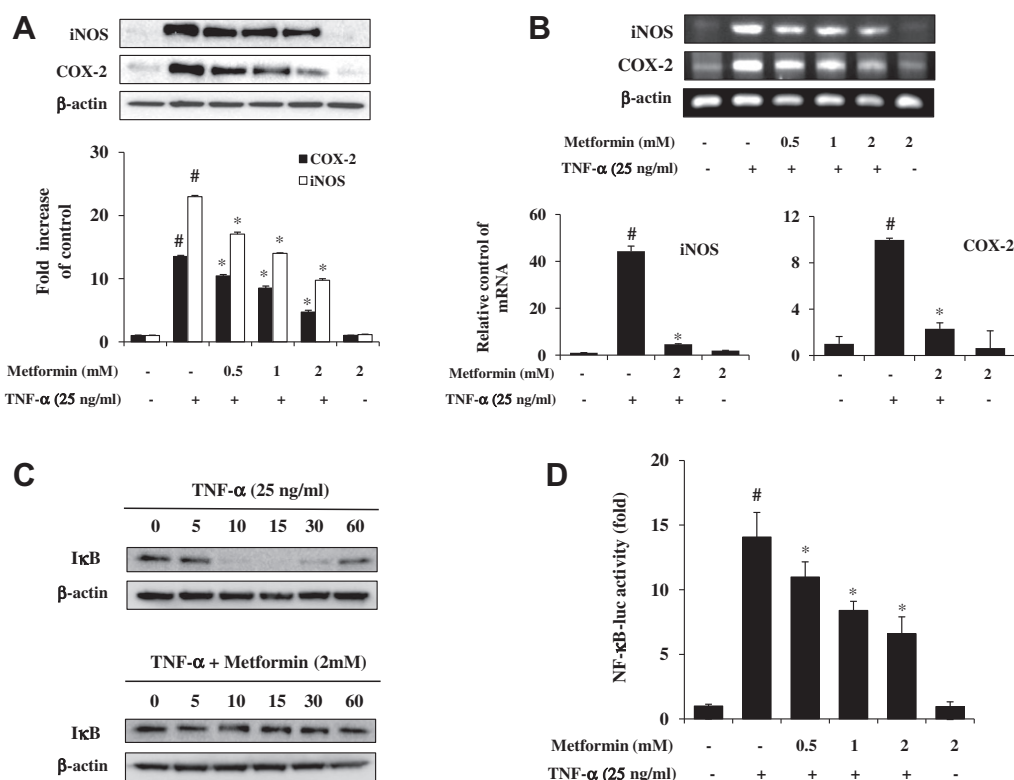 A
iNOS
COX-2
β-actin
30
20
10
0
Fold increase
of control
COX-2
iNOS
#
#
*
*
*
*
*
*
Metformin (mM) - - 0.5 1 2 2
TNF-α (25 ng/ml) - + + + + -
B
iNOS
COX-2
β-actin
Metformin (mM) - - 0.5 1 2 2
TNF-α (25 ng/ml) - + + + + -
60
40
20
0
Relative control of
mRNA
#
*
iNOS
Metformin (mM) - - 2 2
TNF-α (25 ng/ml) - + + -
12
9
6
3
0
#
*
COX-2
- - 2 2
- + + -
C
TNF-α (25 ng/ml)
0 5 10 15 30 60
IκB
β-actin
TNF-α + Metformin (2mM)
0 5 10 15 30 60
IκB
β-actin
D
20
15
10
5
0
NF-κB-luc activity (fold)
#
*
*
*
Metformin (mM) - - 0.5 1 2 2
TNF-α (25 ng/ml) - + + + + -